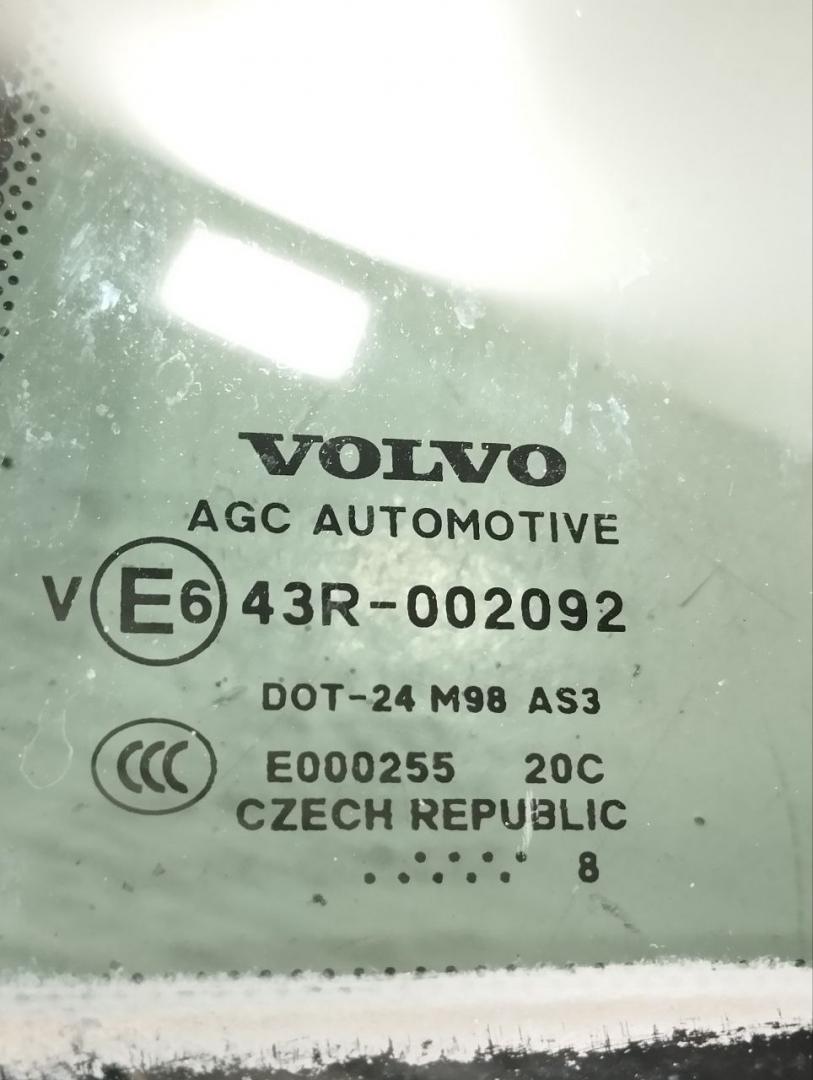 VOLVO
AGC AUTOMOTIVE
V E6 43R-002092
DOT-24 M98 AS3
CCC E000255 20C
CZECH REPUBLIC
8